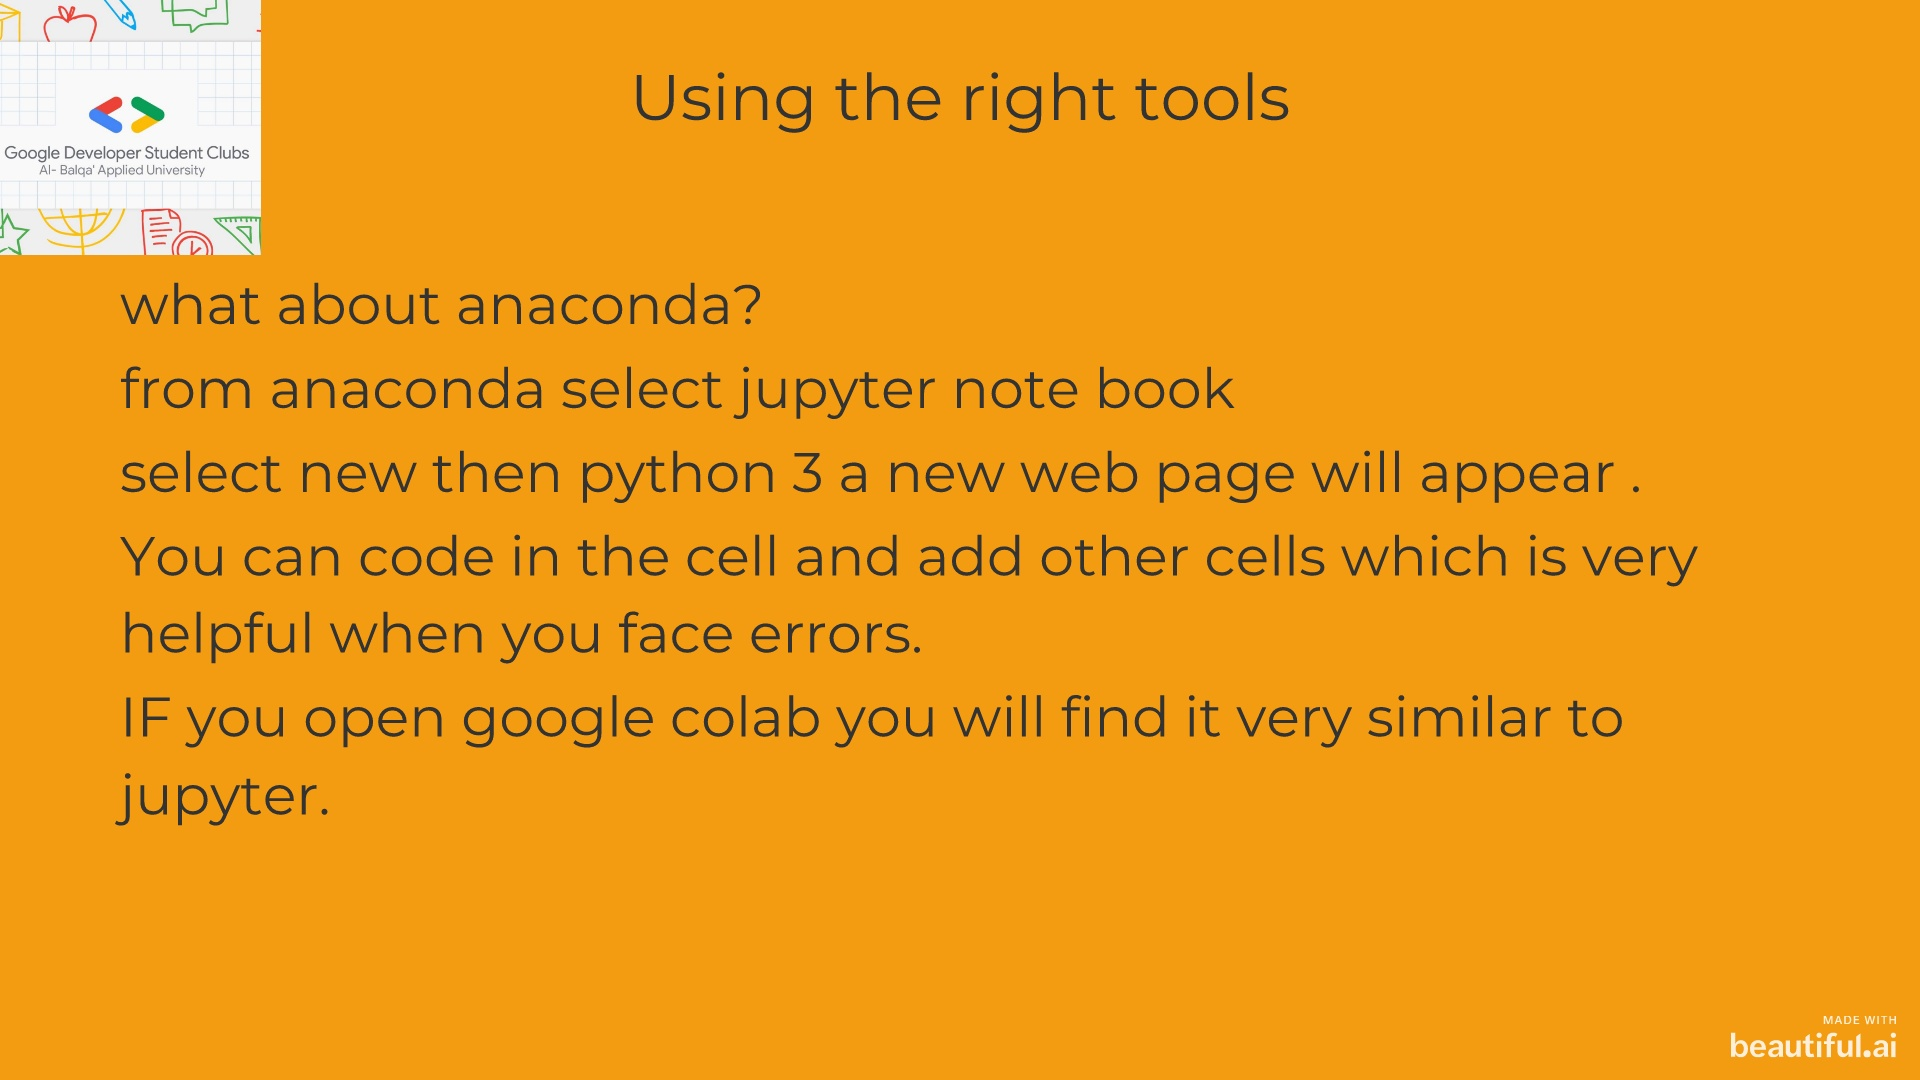 Google Developer Student Clubs
Al- Balqa' Applied University
Using the right tools
what about anaconda?
from anaconda select jupyter note book
select new then python 3 a new web page will appear .
You can code in the cell and add other cells which is very
helpful when you face errors.
IF you open google colab you will find it very similar to
jupyter.
MADE WITH
beautiful.ai